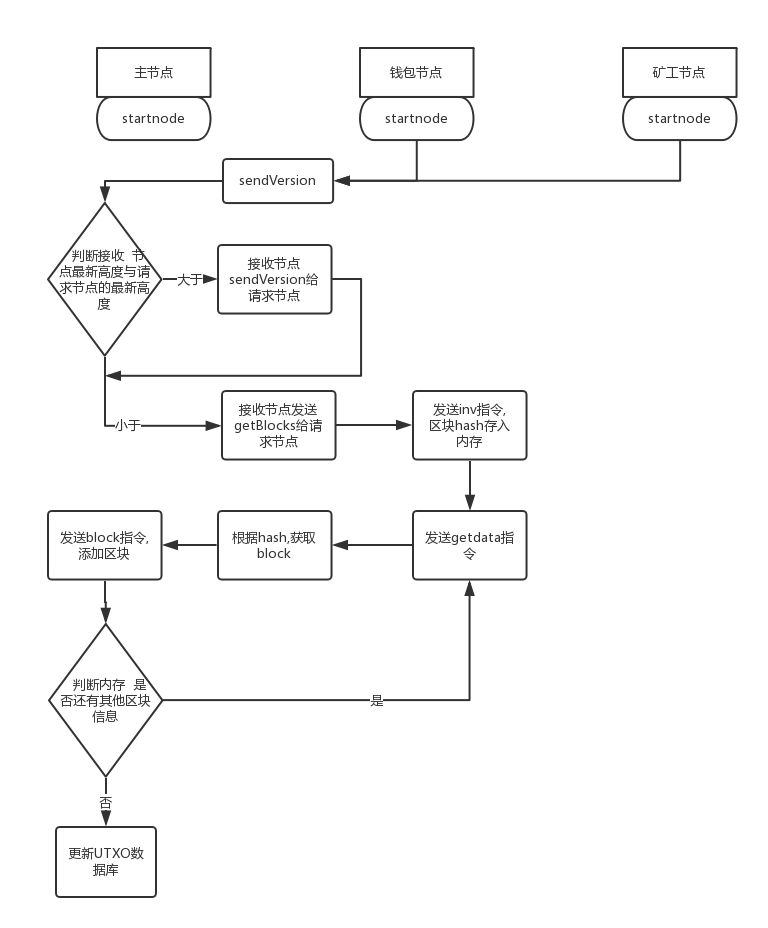 主节点
钱包节点
矿工节点
startnode
startnode
startnode
sendVersion
判断接收 节
点最新高度与请
求节点的最新高
度
大于
接收节点
sendVersion给
请求节点
小于
接收节点发送
getBlocks给请
求节点
发送inv指令,
区块hash存入
内存
发送getdata指
令
根据hash,获取
block
发送block指令,
添加区块
判断内存 是
否还有其他区块
信息
是
否
更新UTXO数
据库